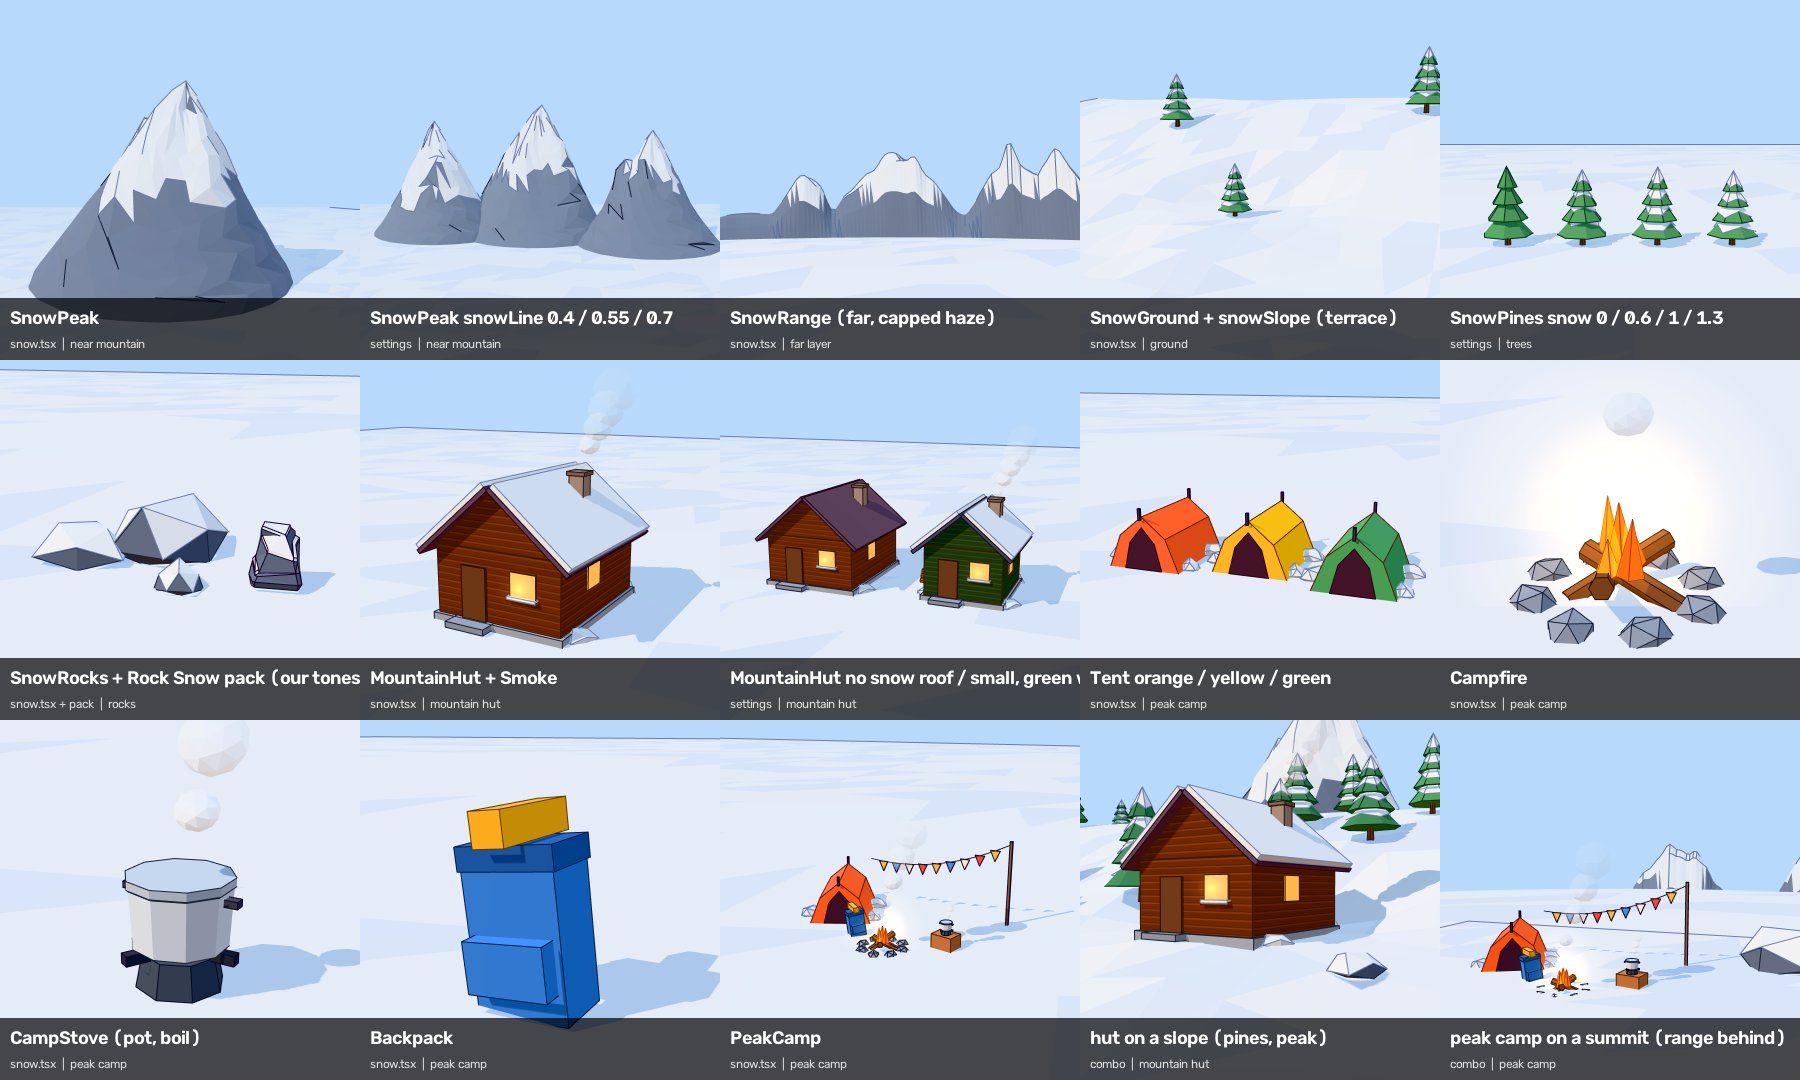 SnowPeak
snow.tsx | near mountain
SnowPeak snowLine 0.4 / 0.55 / 0.7
settings | near mountain
SnowRange (far, capped haze)
snow.tsx | far layer
SnowGround + snowSlope (terrace)
snow.tsx | ground
SnowPines snow 0 / 0.6 / 1 / 1.3
settings | trees
SnowRocks + Rock Snow pack (our tones
snow.tsx + pack | rocks
MountainHut + Smoke
snow.tsx | mountain hut
MountainHut no snow roof / small, green
settings | mountain hut
Tent orange / yellow / green
snow.tsx | peak camp
Campfire
snow.tsx | peak camp
CampStove (pot, boil)
snow.tsx | peak camp
Backpack
snow.tsx | peak camp
PeakCamp
snow.tsx | peak camp
hut on a slope (pines, peak)
combo | mountain hut
peak camp on a summit (range behind)
combo | peak camp